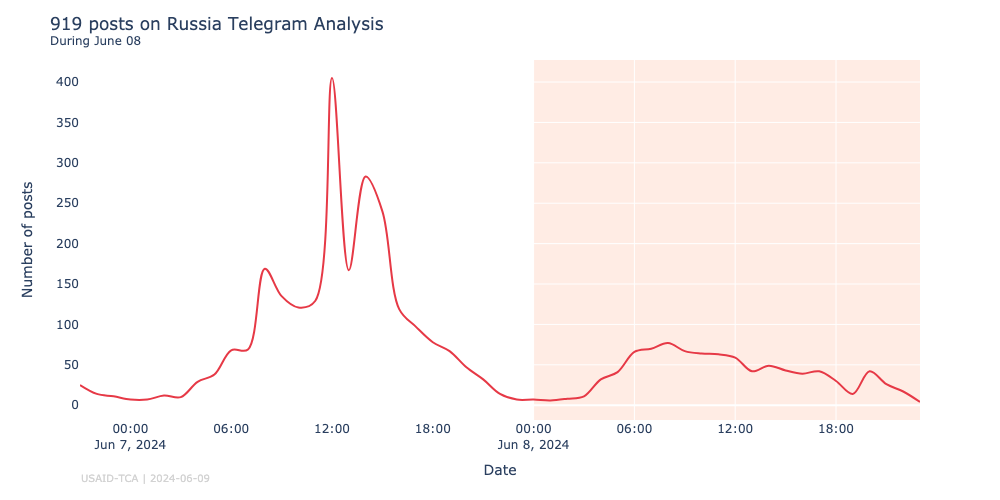 919 posts on Russia Telegram Analysis
During June 08
Number of posts
400
350
300
250
200
150
100
50
0
00:00 06:00 12:00 18:00 00:00 06:00 12:00 18:00
Jun 7, 2024 Jun 8, 2024
Date
USAID-TCA | 2024-06-09